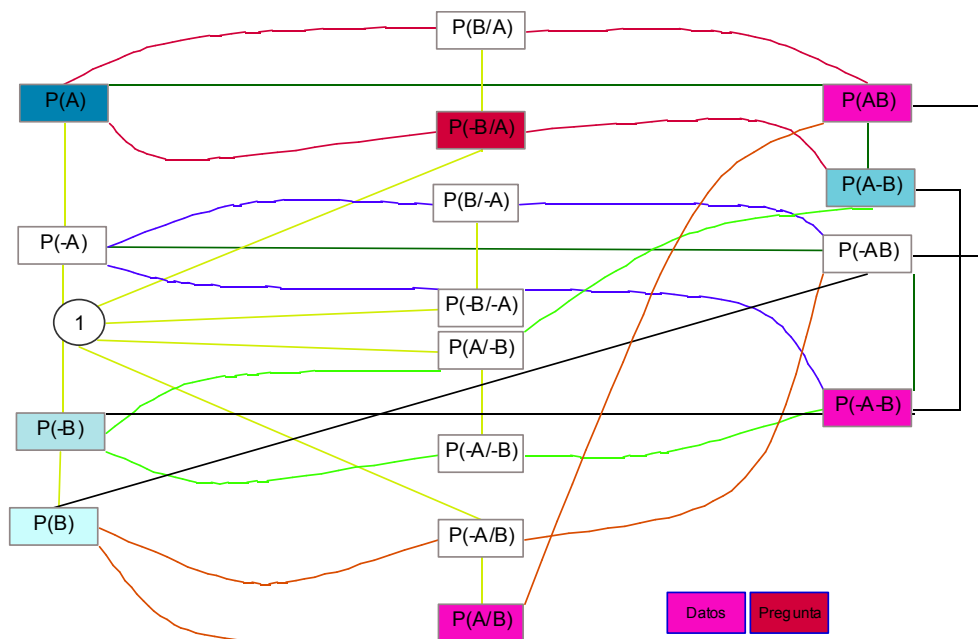 P(B/A)
P(A)
P(AB)
P(-B/A)
P(A-B)
P(B/-A)
P(-A)
P(-AB)
P(-B/-A)
1
P(A/-B)
P(-A-B)
P(-B)
P(-A/-B)
P(B)
P(-A/B)
P(A/B)
Datos
Pregunta